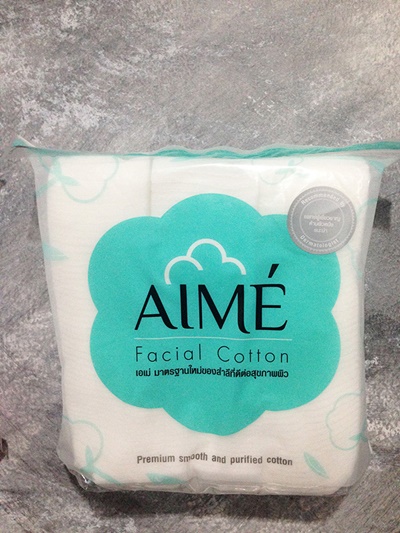 Recommended
Dermatologist
AIMÉ
Facial Cotton
เอเม่ มาตรฐานใหม่ของสำลีที่ดีต่อสุขภาพผิว
Premium smooth and purified cotton